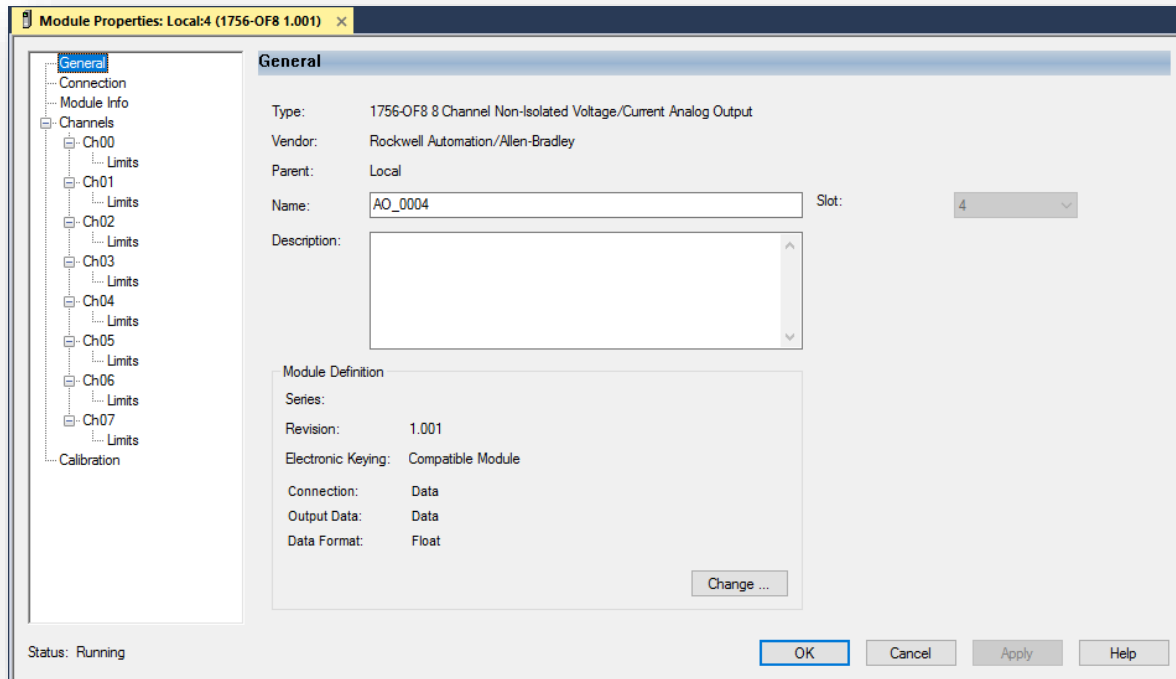 Module Properties: Local:4 (1756-OF8 1.001) ×
General
Connection
Module Info
Channels
Ch00
Limits
Ch01
Limits
Ch02
Limits
Ch03
Limits
Ch04
Limits
Ch05
Limits
Ch06
Limits
Ch07
Limits
Calibration
General
Type: 1756-OF8 8 Channel Non-Isolated Voltage/Current Analog Output
Vendor: Rockwell Automation/Allen-Bradley
Parent: Local
Name: AO_0004 Slot: 4
Description:
Module Definition
Series:
Revision: 1.001
Electronic Keying: Compatible Module
Connection: Data
Output Data: Data
Data Format: Float
Change ...
Status: Running OK Cancel Apply Help